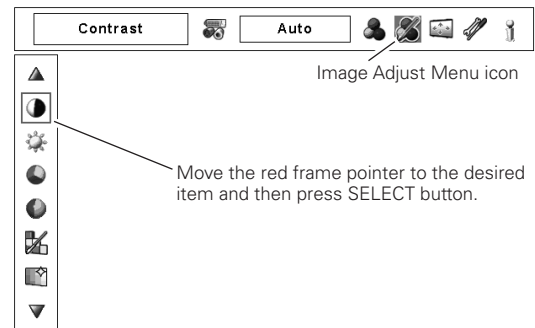 Contrast
Auto
Image Adjust Menu icon
Move the red frame pointer to the desired
item and then press SELECT button.